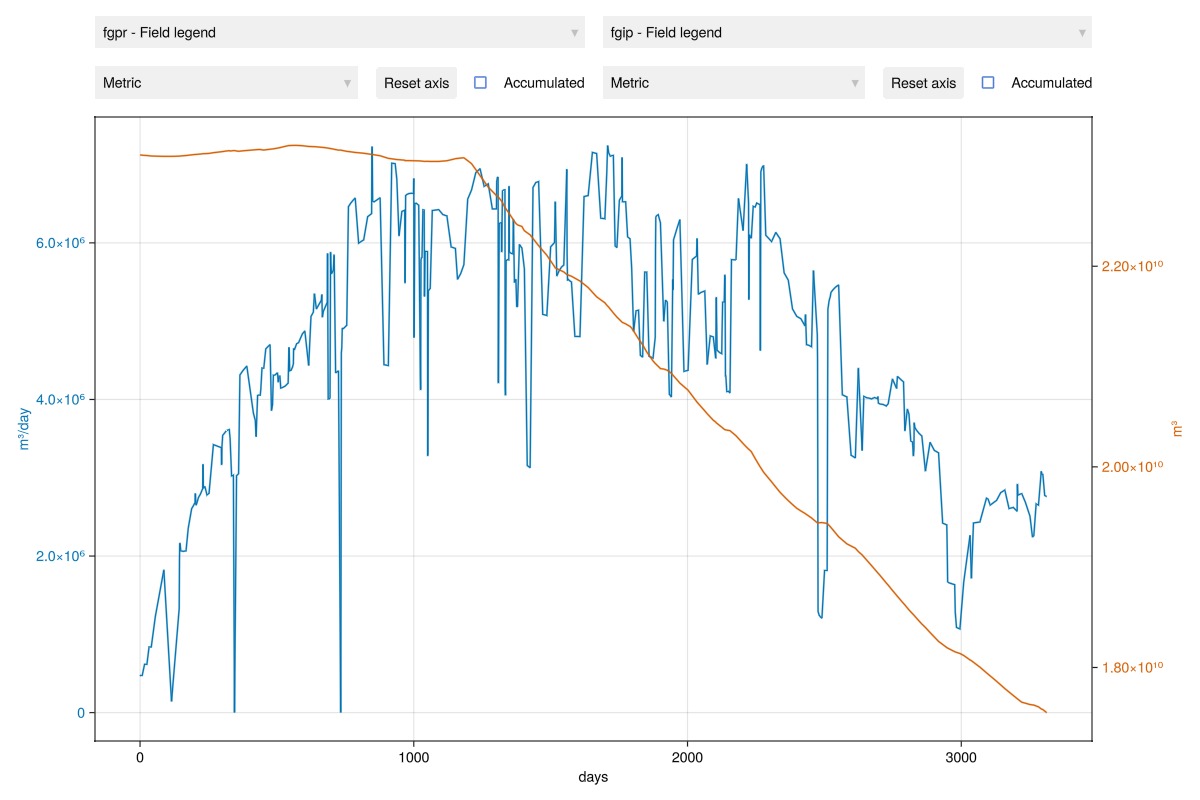 fgpr - Field legend ▼ fgip - Field legend ▼
Metric ▼ Reset axis Accumulated Metric ▼ Reset axis Accumulated
6.0×10⁶
2.20×10¹⁰
4.0×10⁶
m³/day
m³
2.00×10¹⁰
2.0×10⁶
1.80×10¹⁰
0
0 1000 2000 3000
days